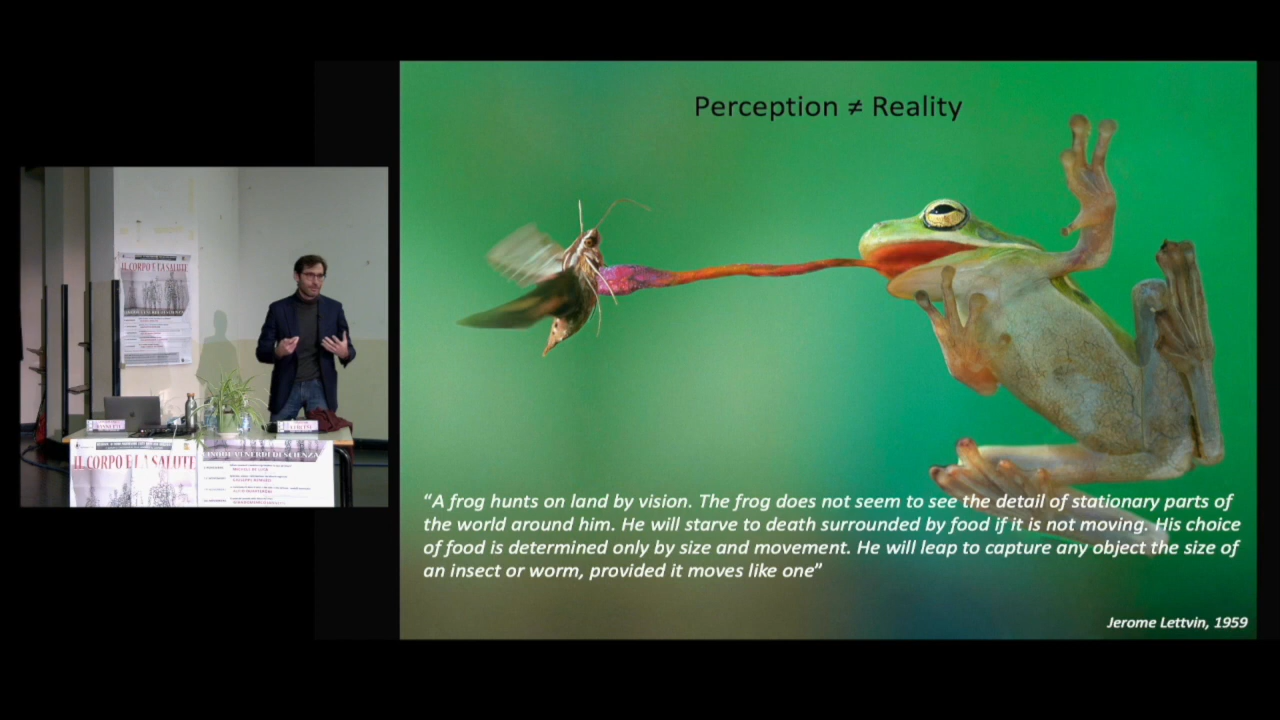 Perception ≠ Reality
“A frog hunts on land by vision. The frog does not seem to see the detail of stationary parts of
the world around him. He will starve to death surrounded by food if it is not moving. His choice
of food is determined only by size and movement. He will leap to capture any object the size of
an insect or worm, provided it moves like one”
Jerome Lettvin, 1959
IL CORPO E LA SALUTE
IL CORPO E LA SALUTE
CINQUE VENERDÌ DI SCIENZA